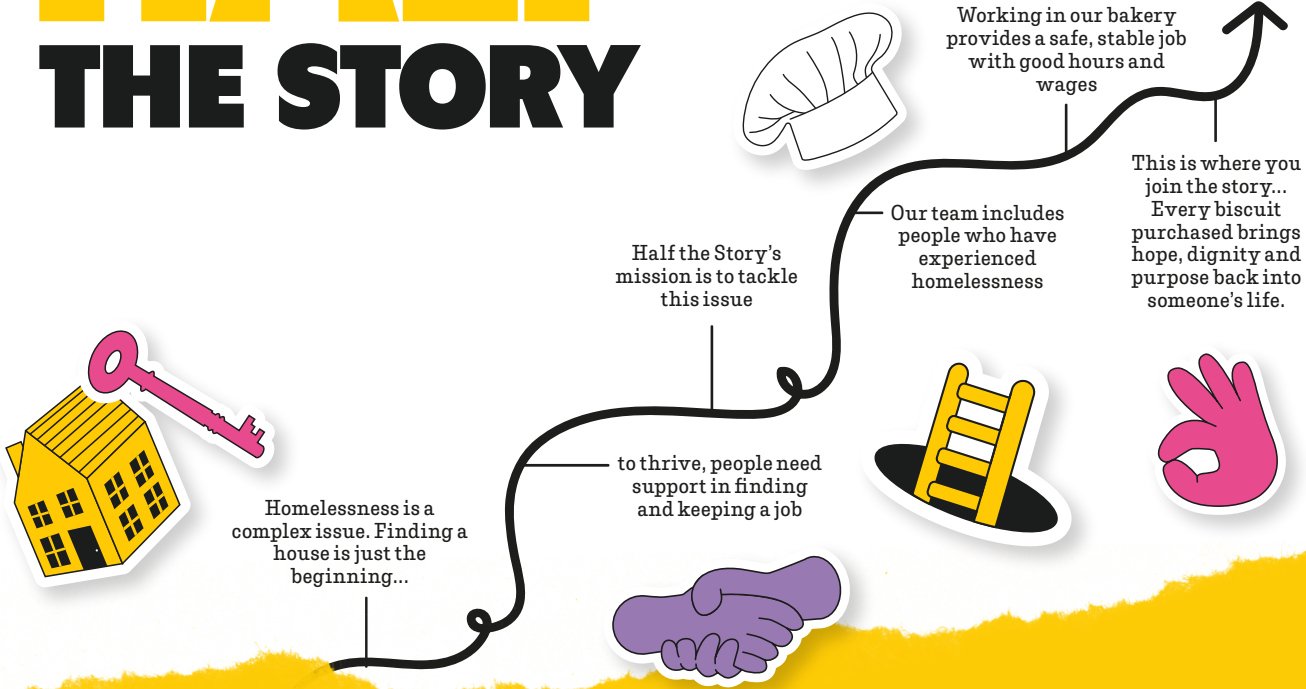 THE STORY
Homelessness is a
complex issue. Finding a
house is just the
beginning...
to thrive, people need
support in finding
and keeping a job
Half the Story’s
mission is to tackle
this issue
Our team includes
people who have
experienced
homelessness
Working in our bakery
provides a safe, stable job
with good hours and
wages
This is where you
join the story...
Every biscuit
purchased brings
hope, dignity and
purpose back into
someone’s life.